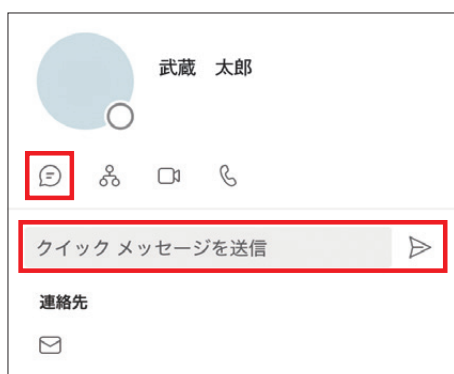 武蔵　太郎
クイック メッセージを送信
連絡先